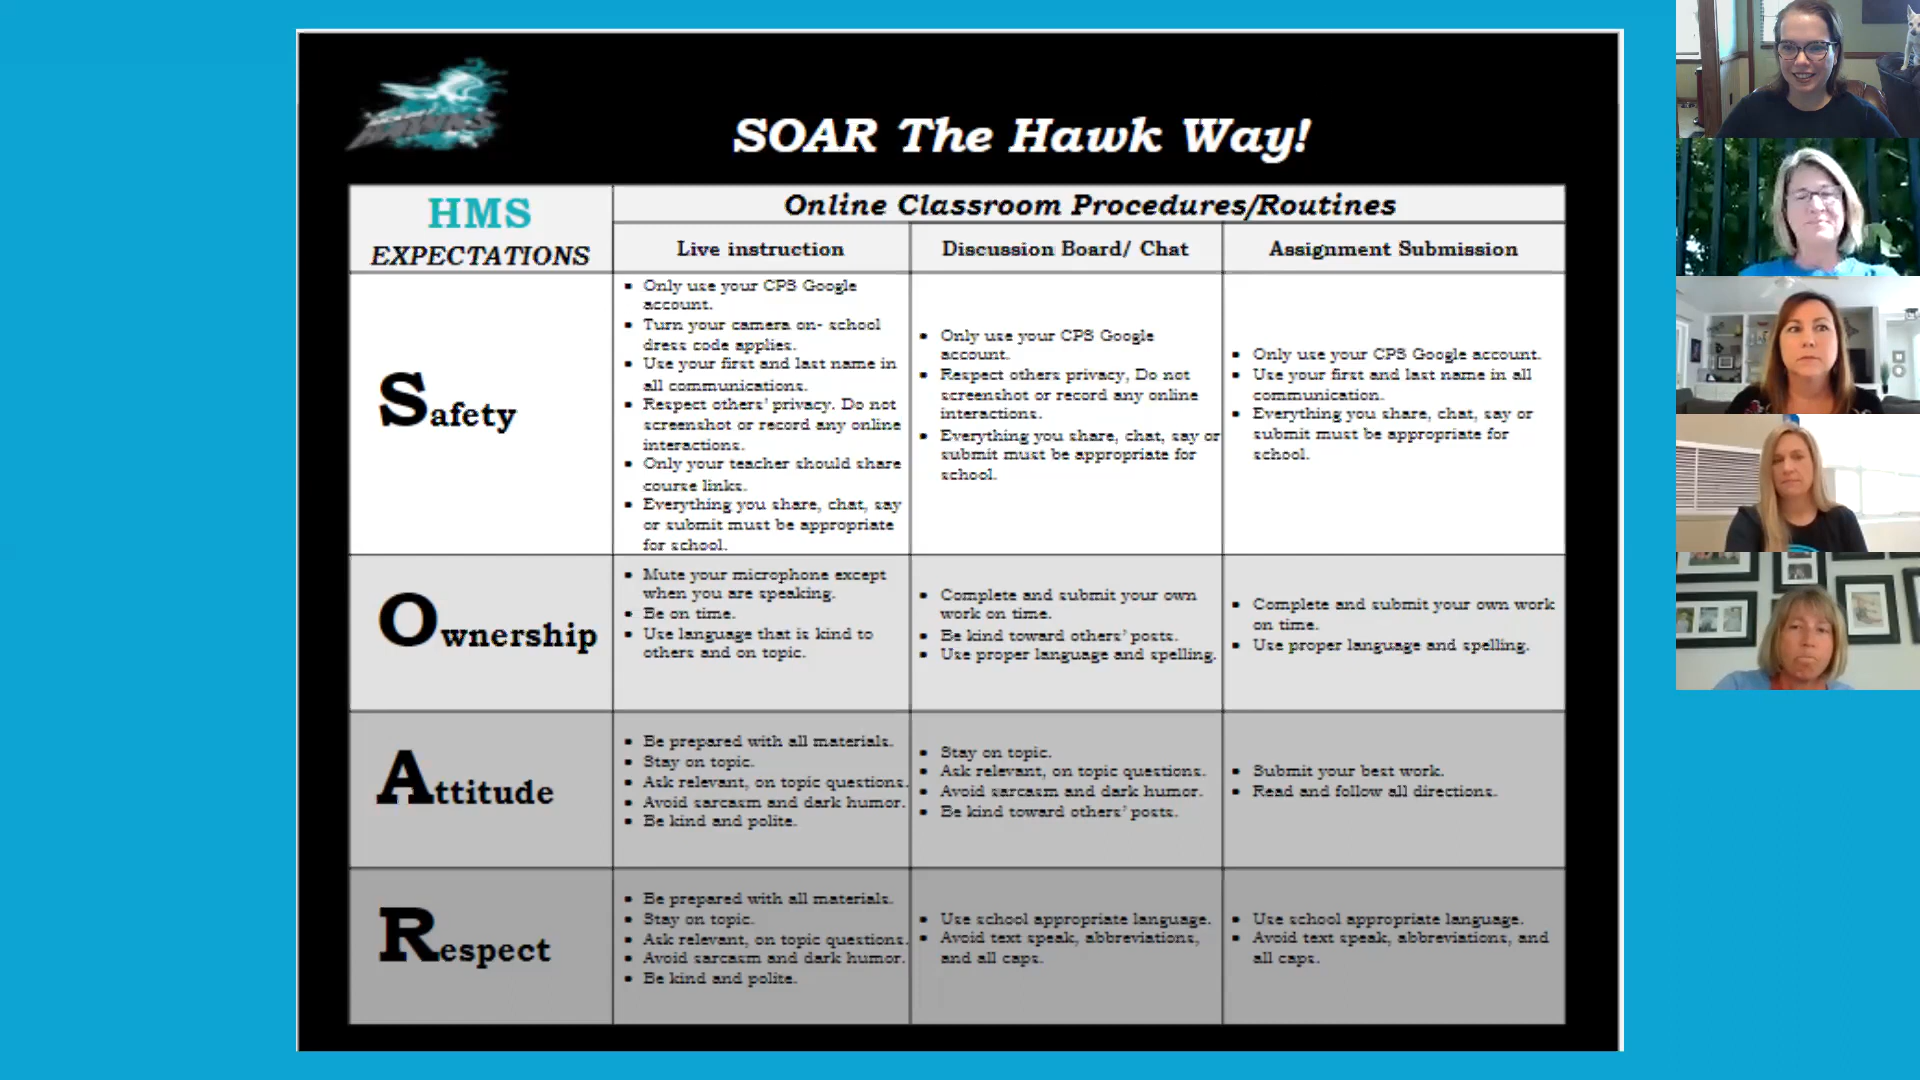 HAWKS
SOAR The Hawk Way!
HMS
EXPECTATIONS
Online Classroom Procedures/Routines
Live instruction
Discussion Board/ Chat
Assignment Submission
Safety
• Only use your CPS Google
account.
• Turn your camera on- school
dress code applies.
• Use your first and last name in
all communications.
• Respect others’ privacy. Do not
screenshot or record any online
interactions.
• Only your teacher should share
course links.
• Everything you share, chat, say
or submit must be appropriate
for school.
• Only use your CPS Google
account.
• Respect others privacy, Do not
screenshot or record any online
interactions.
• Everything you share, chat, say or
submit must be appropriate for
school.
• Only use your CPS Google account.
• Use your first and last name in all
communication.
• Everything you share, chat, say or
submit must be appropriate for
school.
Ownership
• Mute your microphone except
when you are speaking.
• Be on time.
• Use language that is kind to
others and on topic.
• Complete and submit your own
work on time.
• Be kind toward others’ posts.
• Use proper language and spelling.
• Complete and submit your own work
on time.
• Use proper language and spelling.
Attitude
• Be prepared with all materials.
• Stay on topic.
• Ask relevant, on topic questions.
• Avoid sarcasm and dark humor.
• Be kind and polite.
• Stay on topic.
• Ask relevant, on topic questions.
• Avoid sarcasm and dark humor.
• Be kind toward others’ posts.
• Submit your best work.
• Read and follow all directions.
Respect
• Be prepared with all materials.
• Stay on topic.
• Ask relevant, on topic questions.
• Avoid sarcasm and dark humor.
• Be kind and polite.
• Use school appropriate language.
• Avoid text speak, abbreviations,
and all caps.
• Use school appropriate language.
• Avoid text speak, abbreviations, and
all caps.